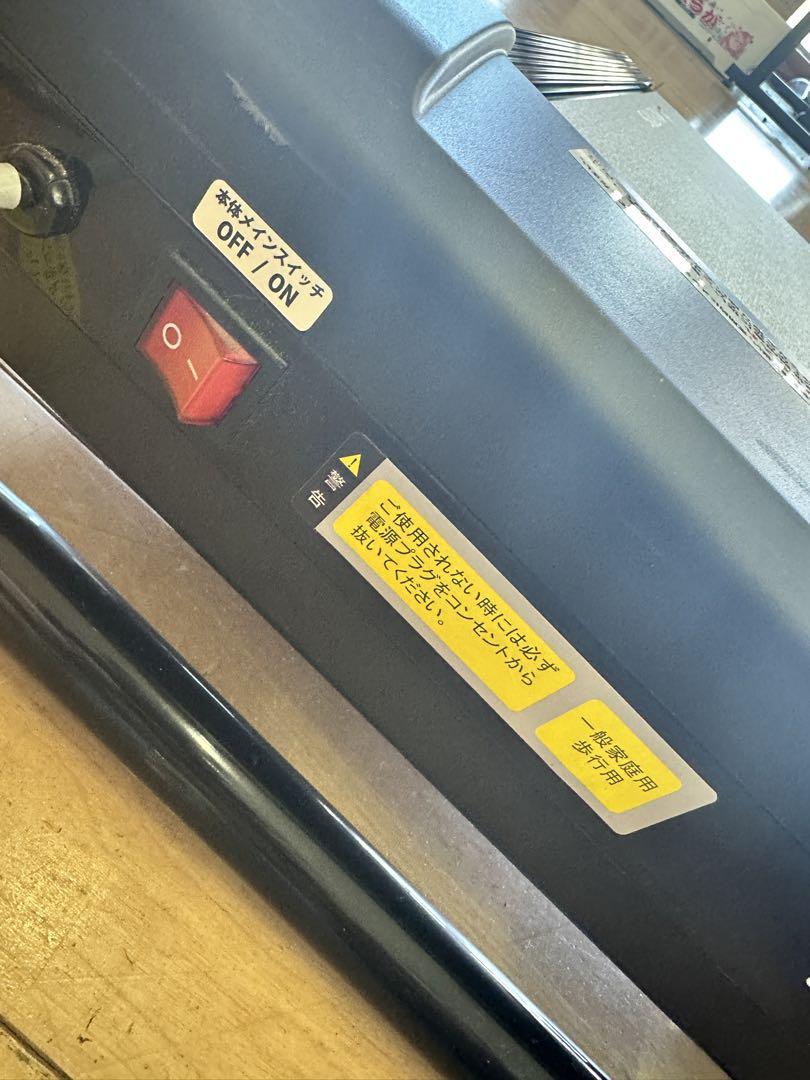 本体メインスイッチ
OFF / ON
O
警告
ご使用されない時には必ず
電源プラグをコンセントから
抜いてください。
一般家庭用
歩行用